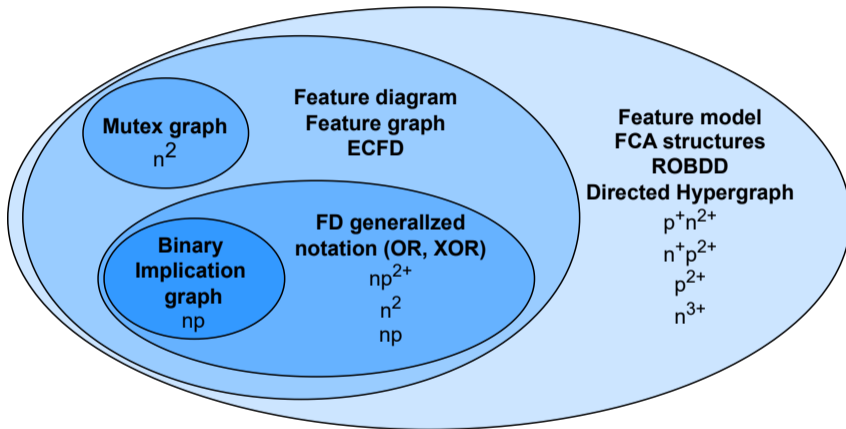 Mutex graph
n²
Feature diagram
Feature graph
ECFD
Binary
Implication
graph
np
FD generalIzed
notation (OR, XOR)
np²⁺
n²
np
Feature model
FCA structures
ROBDD
Directed Hypergraph
p⁺n²⁺
n⁺p²⁺
p²⁺
n³⁺